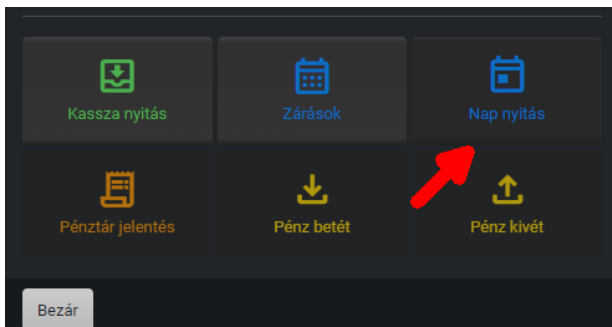 Kassza nyitás
Zárások
Nap nyitás
Pénztár jelentés
Pénz betét
Pénz kivét
Bezár